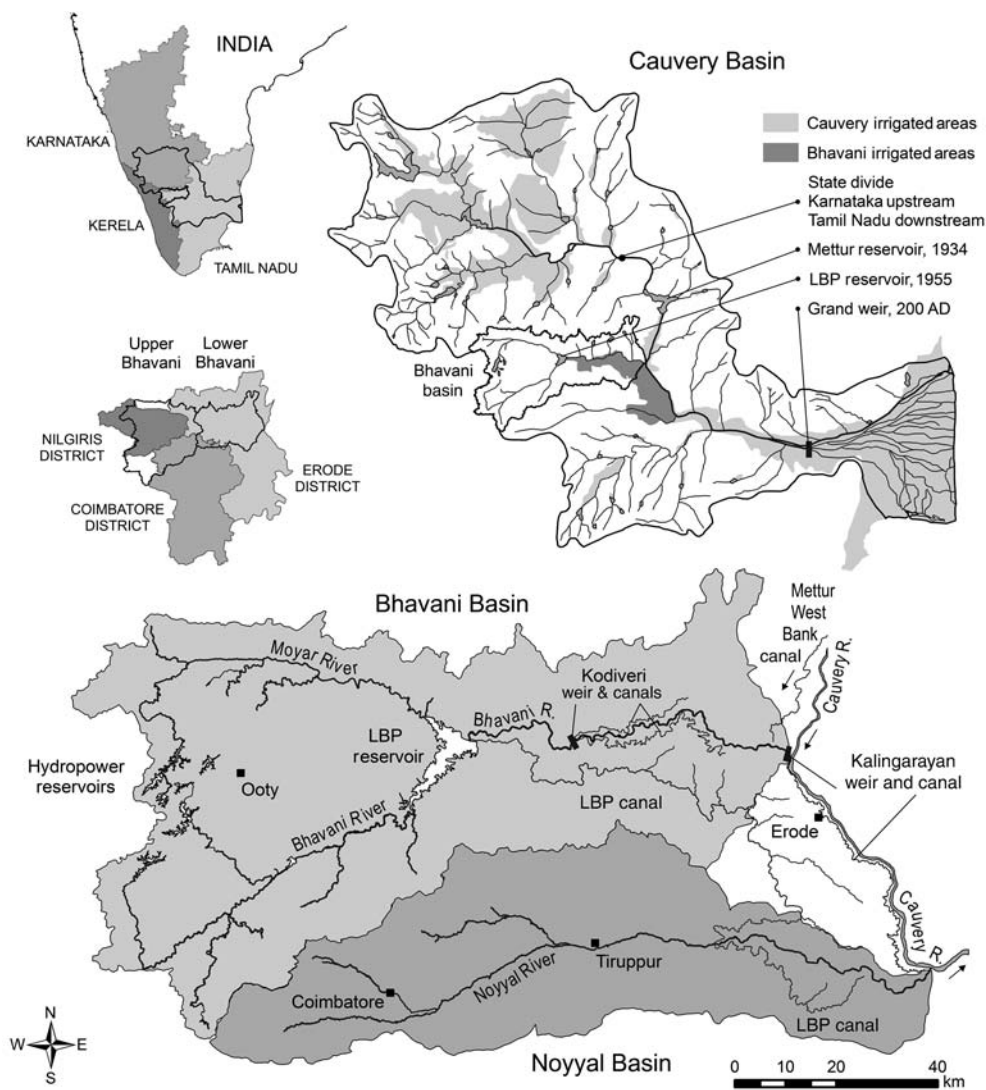 INDIA
KARNATAKA
KERELA
TAMIL NADU
Cauvery Basin
Cauvery irrigated areas
Bhavani irrigated areas
State divide
Karnataka upstream
Tamil Nadu downstream
Mettur reservoir, 1934
LBP reservoir, 1955
Grand weir, 200 AD
Bhavani
basin
Upper
Bhavani
Lower
Bhavani
NILGIRIS
DISTRICT
ERODE
DISTRICT
COIMBATORE
DISTRICT
Bhavani Basin
Mettur
West
Bank
canal
Cauvery R.
Moyar River
Kodiveri
weir & canals
Bhavani R.
LBP
reservoir
Hydropower
reservoirs
Ooty
Kalingarayan
weir and canal
LBP canal
Bhavani River
Erode
Cauvery R.
Tiruppur
Noyyal River
Coimbatore
LBP canal
Noyyal Basin
N
W E
S
0 10 20 40
km